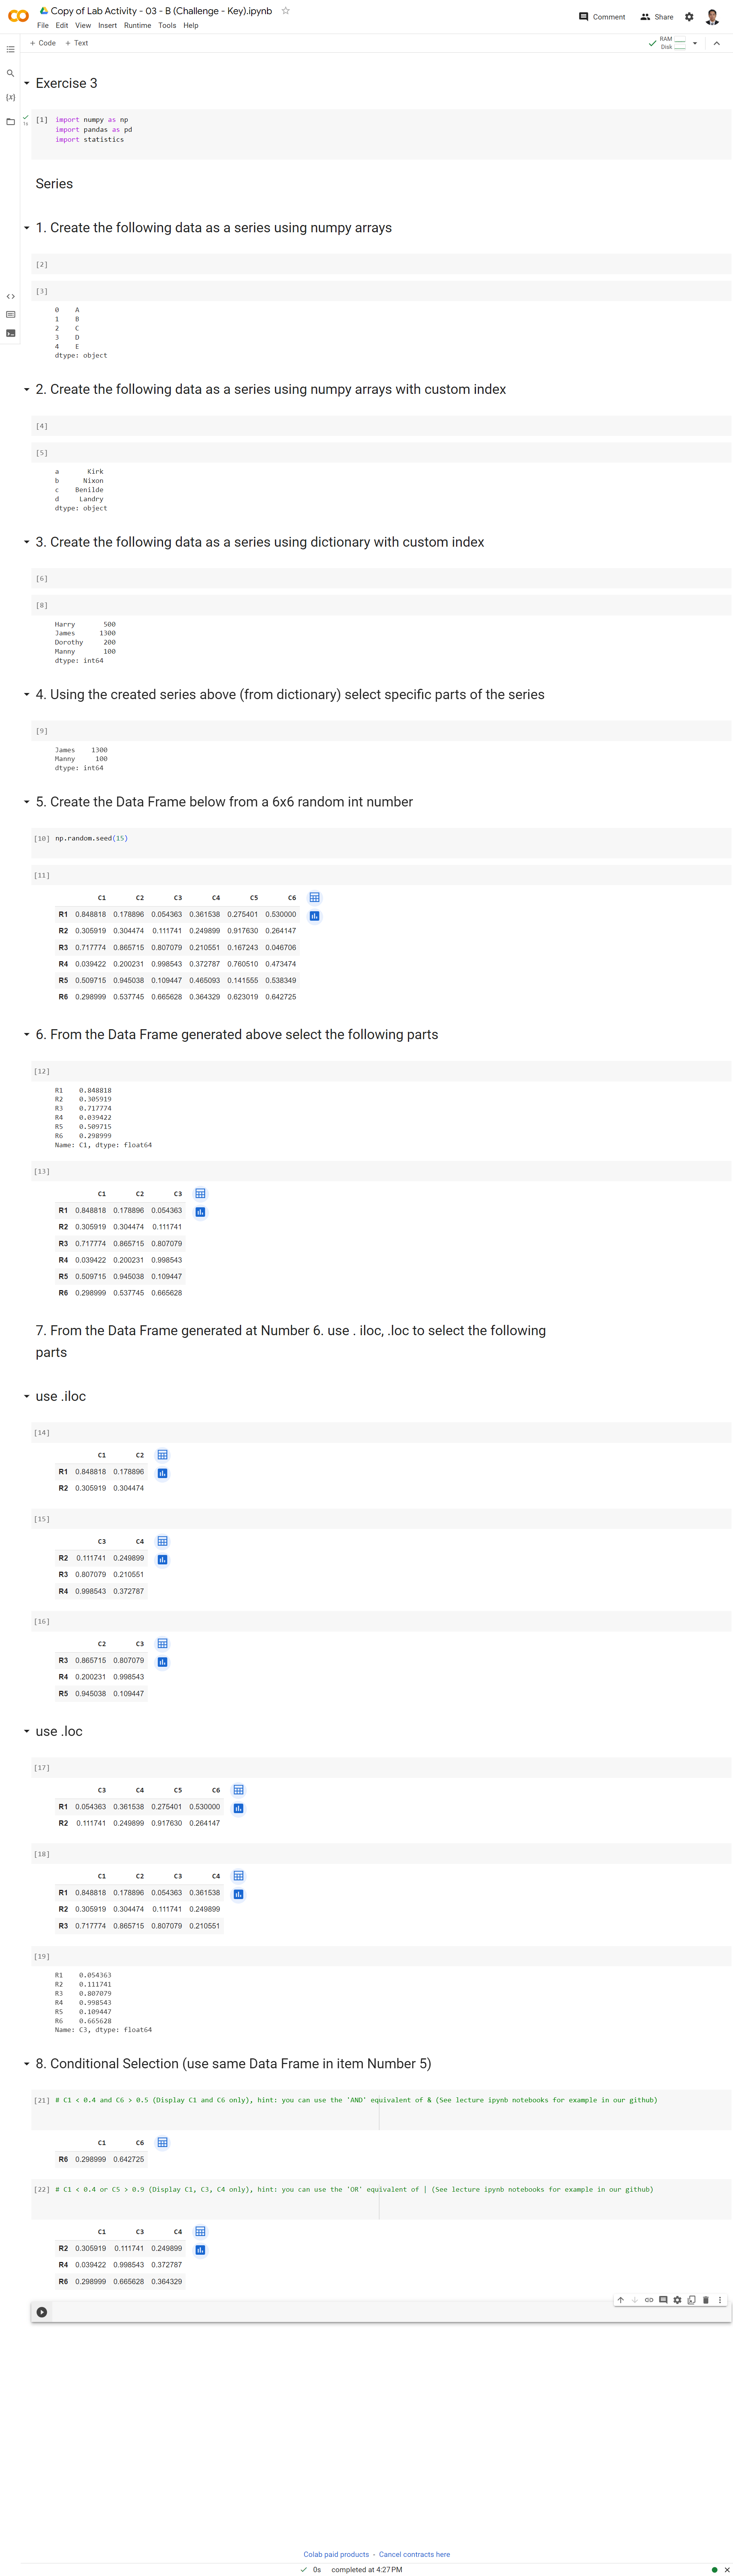 Copy of Lab Activity - 03 - B (Challenge - Key).ipynb
File Edit View Insert Runtime Tools Help
Comment Share
+ Code + Text
RAM
Disk
Exercise 3
{x}
1s
[1] import numpy as np
import pandas as pd
import statistics
Series
1. Create the following data as a series using numpy arrays
[2]
[3]
0 A
1 B
2 C
3 D
4 E
dtype: object
2. Create the following data as a series using numpy arrays with custom index
[4]
[5]
a Kirk
b Nixon
c Benilde
d Landry
dtype: object
3. Create the following data as a series using dictionary with custom index
[6]
[8]
Harry 500
James 1300
Dorothy 200
Manny 100
dtype: int64
4. Using the created series above (from dictionary) select specific parts of the series
[9]
James 1300
Manny 100
dtype: int64
5. Create the Data Frame below from a 6x6 random int number
[10] np.random.seed(15)
[11]
C1 C2 C3 C4 C5 C6
R1 0.848818 0.178896 0.054363 0.361538 0.275401 0.530000
R2 0.305919 0.304474 0.111741 0.249899 0.917630 0.264147
R3 0.717774 0.865715 0.807079 0.210551 0.167243 0.046706
R4 0.039422 0.200231 0.998543 0.372787 0.760510 0.473474
R5 0.509715 0.945038 0.109447 0.465093 0.141555 0.538349
R6 0.298999 0.537745 0.665628 0.364329 0.623019 0.642725
6. From the Data Frame generated above select the following parts
[12]
R1 0.848818
R2 0.305919
R3 0.717774
R4 0.039422
R5 0.509715
R6 0.298999
Name: C1, dtype: float64
[13]
C1 C2 C3
R1 0.848818 0.178896 0.054363
R2 0.305919 0.304474 0.111741
R3 0.717774 0.865715 0.807079
R4 0.039422 0.200231 0.998543
R5 0.509715 0.945038 0.109447
R6 0.298999 0.537745 0.665628
7. From the Data Frame generated at Number 6. use . iloc, .loc to select the following
parts
use .iloc
[14]
C1 C2
R1 0.848818 0.178896
R2 0.305919 0.304474
[15]
C3 C4
R2 0.111741 0.249899
R3 0.807079 0.210551
R4 0.998543 0.372787
[16]
C2 C3
R3 0.865715 0.807079
R4 0.200231 0.998543
R5 0.945038 0.109447
use .loc
[17]
C3 C4 C5 C6
R1 0.054363 0.361538 0.275401 0.530000
R2 0.111741 0.249899 0.917630 0.264147
[18]
C1 C2 C3 C4
R1 0.848818 0.178896 0.054363 0.361538
R2 0.305919 0.304474 0.111741 0.249899
R3 0.717774 0.865715 0.807079 0.210551
[19]
R1 0.054363
R2 0.111741
R3 0.807079
R4 0.998543
R5 0.109447
R6 0.665628
Name: C3, dtype: float64
8. Conditional Selection (use same Data Frame in item Number 5)
[21] # C1 < 0.4 and C6 > 0.5 (Display C1 and C6 only), hint: you can use the 'AND' equivalent of & (See lecture ipynb notebooks for example in our github)
C1 C6
R6 0.298999 0.642725
[22] # C1 < 0.4 or C5 > 0.9 (Display C1, C3, C4 only), hint: you can use the 'OR' equivalent of | (See lecture ipynb notebooks for example in our github)
C1 C3 C4
R2 0.305919 0.111741 0.249899
R4 0.039422 0.998543 0.372787
R6 0.298999 0.665628 0.364329
Colab paid products - Cancel contracts here
0s completed at 4:27 PM